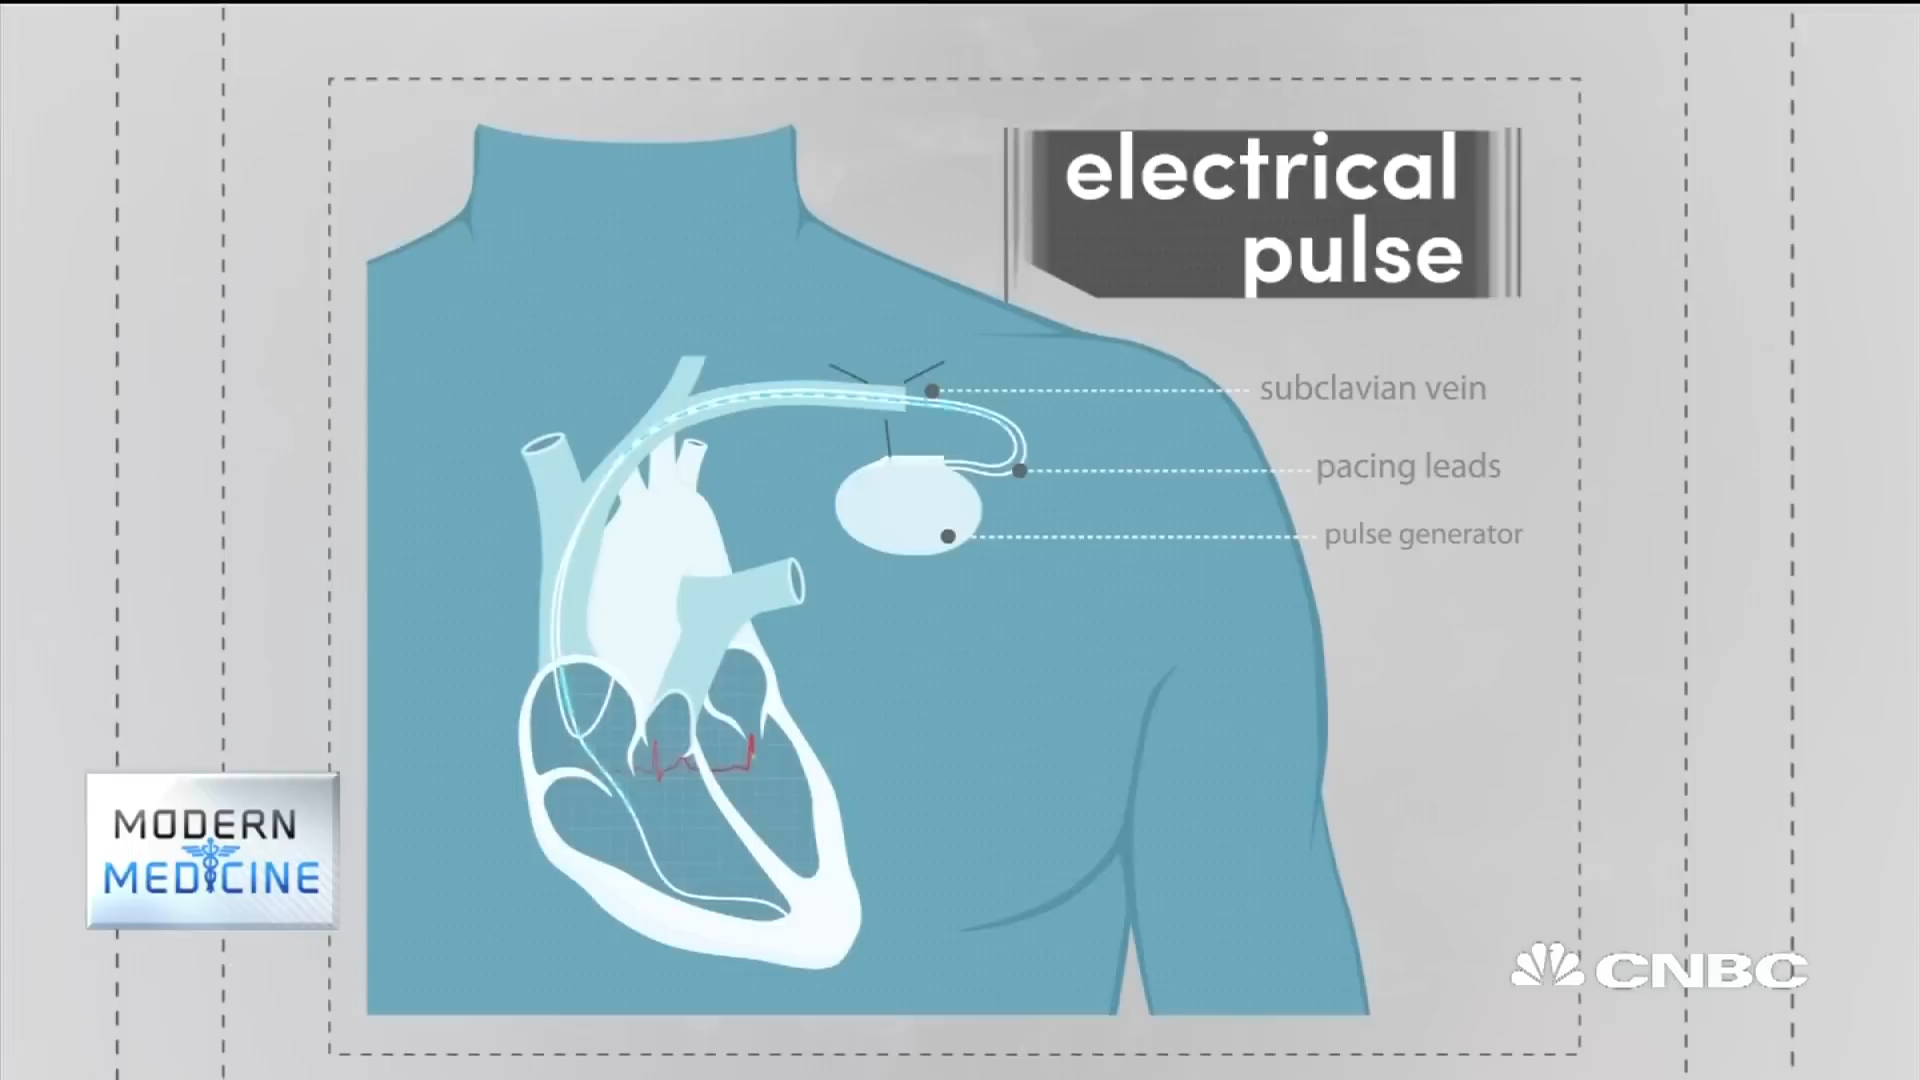 electrical
pulse
subclavian vein
pacing leads
pulse generator
MODERN
MEDICINE
CNBC